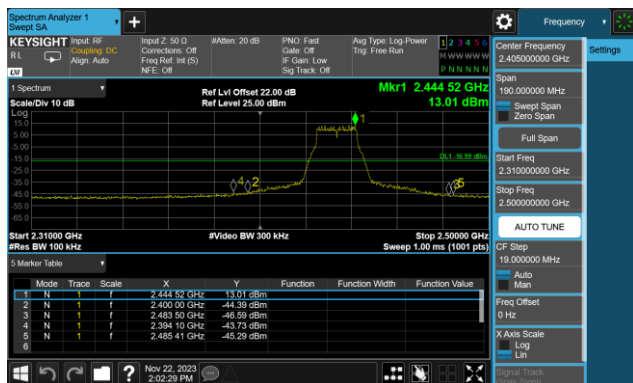 Spectrum Analyzer 1
Swept SA
Frequency
KEYSIGHT
RL
LXI
Input: RF
Coupling: DC
Align: Auto
Input Z: 50 Ω
Corrections: Off
Freq Ref: Int (S)
NFE: Off
#Atten: 20 dB
PNO: Fast
Gate: Off
IF Gain: Low
Sig Track: Off
Avg Type: Log-Power
Trig: Free Run
1 2 3 4 5 6
M W W W W W
P N N N N N
Center Frequency
2.405000000 GHz
Settings
Span
190.000000 MHz
Swept Span
Zero Span
Full Span
Start Freq
2.310000000 GHz
Stop Freq
2.500000000 GHz
AUTO TUNE
CF Step
19.000000 MHz
Auto
Man
Freq Offset
0 Hz
X Axis Scale
Log
Lin
Signal Track
1 Spectrum
Scale/Div 10 dB
Log
Ref Lvl Offset 22.00 dB
Ref Level 25.00 dBm
Mkr1 2.444 52 GHz
13.01 dBm
15.0
5.00
-5.00
-15.0
-25.0
-35.0
-45.0
-55.0
-65.0
1
DL1 -16.99 dBm
4 2
Start 2.31000 GHz
#Res BW 100 kHz
#Video BW 300 kHz
Stop 2.50000 GHz
Sweep 1.00 ms (1001 pts)
5 Marker Table
Mode Trace Scale X Y Function Function Width Function Value
1 N 1 f 2.444 52 GHz 13.01 dBm
2 N 1 f 2.400 00 GHz -44.39 dBm
3 N 1 f 2.483 50 GHz -46.59 dBm
4 N 1 f 2.394 10 GHz -43.73 dBm
5 N 1 f 2.485 41 GHz -45.29 dBm
6
?
Nov 22, 2023
2:02:29 PM